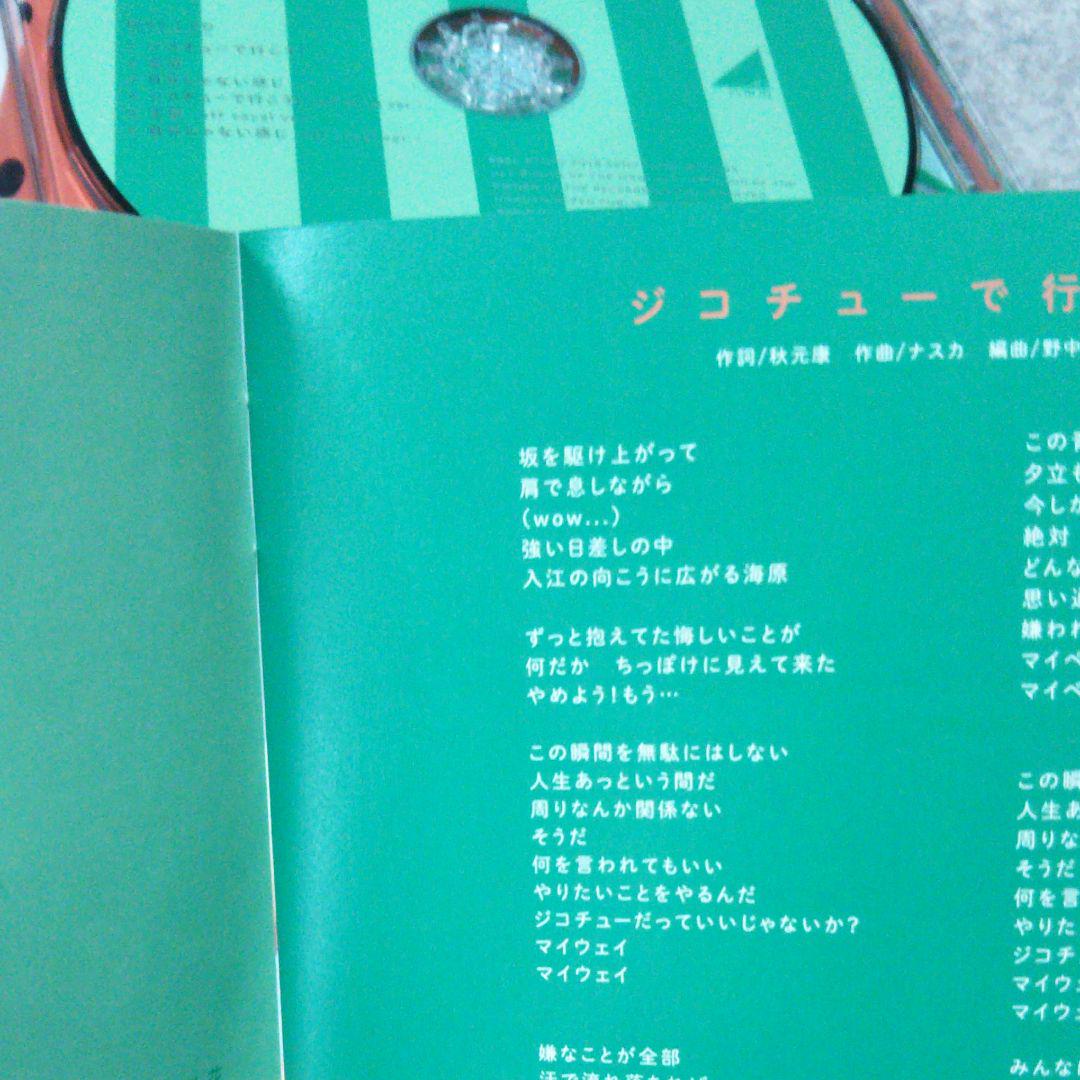 ジコチューで行
作詞/秋元康　作曲/ナスカ　編曲/野中
坂を駆け上がって
肩で息しながら
(wow...)
強い日差しの中
入江の向こうに広がる海原
ずっと抱えてた悔しいことが
何だか　ちっぽけに見えて来た
やめよう!もう…
この瞬間を無駄にはしない
人生あっという間だ
周りなんか関係ない
そうだ
何を言われてもいい
やりたいことをやるんだ
ジコチューだっていいじゃないか?
マイウェイ
マイウェイ
嫌なことが全部
この
夕立
今し
絶対
どんな
思い
嫌われ
マイペ
マイペ
この瞬
人生あ
周りな
そうだ
何を言
やりた
ジコチ
マイウェ
マイウェ
みんな